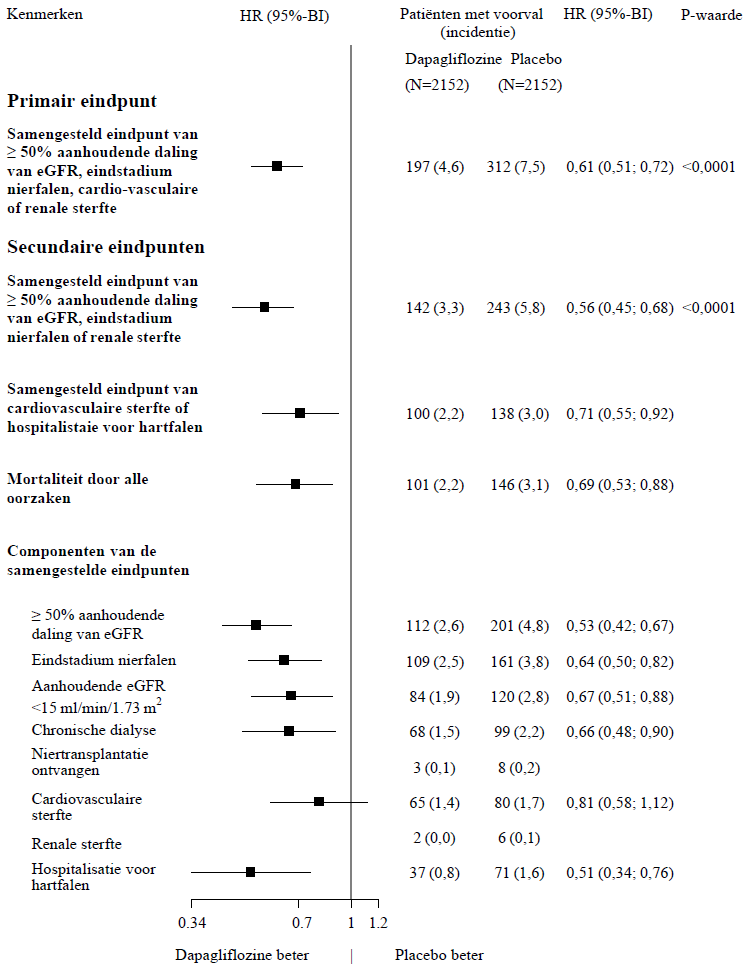 Kenmerken HR (95%-BI) Patiënten met voorval HR (95%-BI) P-waarde
(incidentie)
Dapagliflozine Placebo
(N=2152) (N=2152)
Primair eindpunt
Samengesteld eindpunt van
≥ 50% aanhoudende daling
van eGFR, eindstadium 197 (4,6) 312 (7,5) 0,61 (0,51; 0,72) <0,0001
nierfalen, cardio-vasculaire
of renale sterfte
Secundaire eindpunten
Samengesteld eindpunt van
≥ 50% aanhoudende daling
van eGFR, eindstadium 142 (3,3) 243 (5,8) 0,56 (0,45; 0,68) <0,0001
nierfalen of renale sterfte
Samengesteld eindpunt van
cardiovasculaire sterfte of 100 (2,2) 138 (3,0) 0,71 (0,55; 0,92)
hospitalistaie voor hartfalen
Mortaliteit door alle 101 (2,2) 146 (3,1) 0,69 (0,53; 0,88)
oorzaken
Componenten van de
samengestelde eindpunten
≥ 50% aanhoudende 112 (2,6) 201 (4,8) 0,53 (0,42; 0,67)
daling van eGFR
Eindstadium nierfalen 109 (2,5) 161 (3,8) 0,64 (0,50; 0,82)
Aanhoudende eGFR 84 (1,9) 120 (2,8) 0,67 (0,51; 0,88)
<15 ml/min/1.73 m²
Chronische dialyse 68 (1,5) 99 (2,2) 0,66 (0,48; 0,90)
Niertransplantatie 3 (0,1) 8 (0,2)
ontvangen
Cardiovasculaire 65 (1,4) 80 (1,7) 0,81 (0,58; 1,12)
sterfte
Renale sterfte 2 (0,0) 6 (0,1)
Hospitalisatie voor 37 (0,8) 71 (1,6) 0,51 (0,34; 0,76)
hartfalen
0.34 0.7 1 1.2
Dapagliflozine beter | Placebo beter